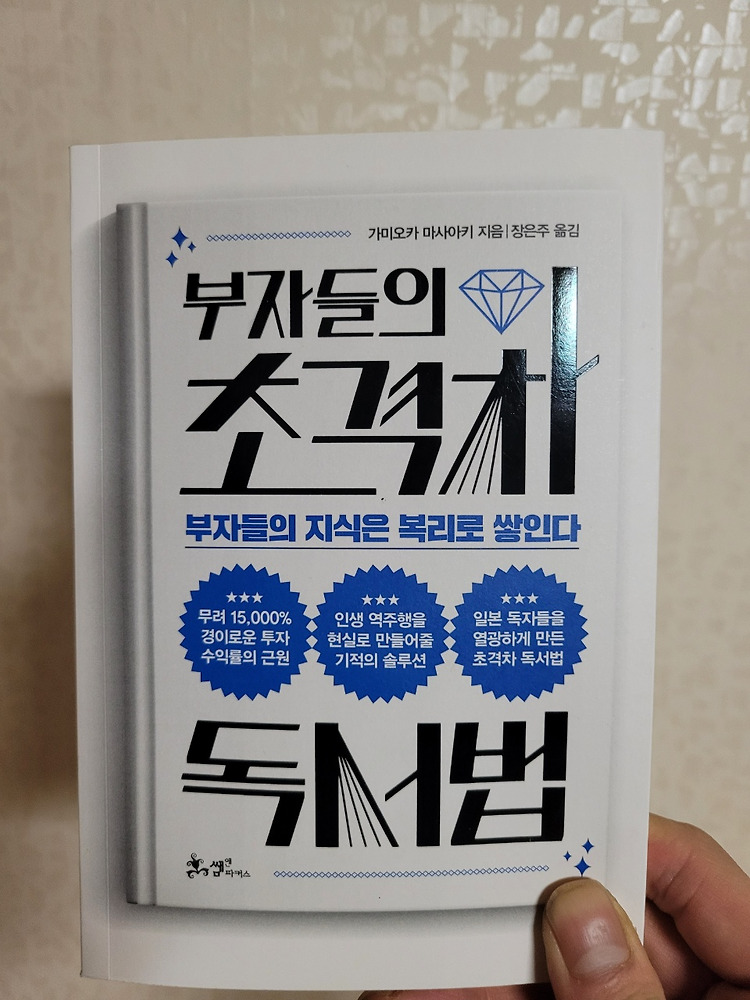 가미오카 마사아키 지음 | 장은주 옮김
부자들의
초격차
부자들의 지식은 복리로 쌓인다
무려 15,000%
경이로운 투자
수익률의 근원
인생 역주행을
현실로 만들어줄
기적의 솔루션
일본 독자들을
열광하게 만든
초격차 독서법
독서법
쌤앤파커스